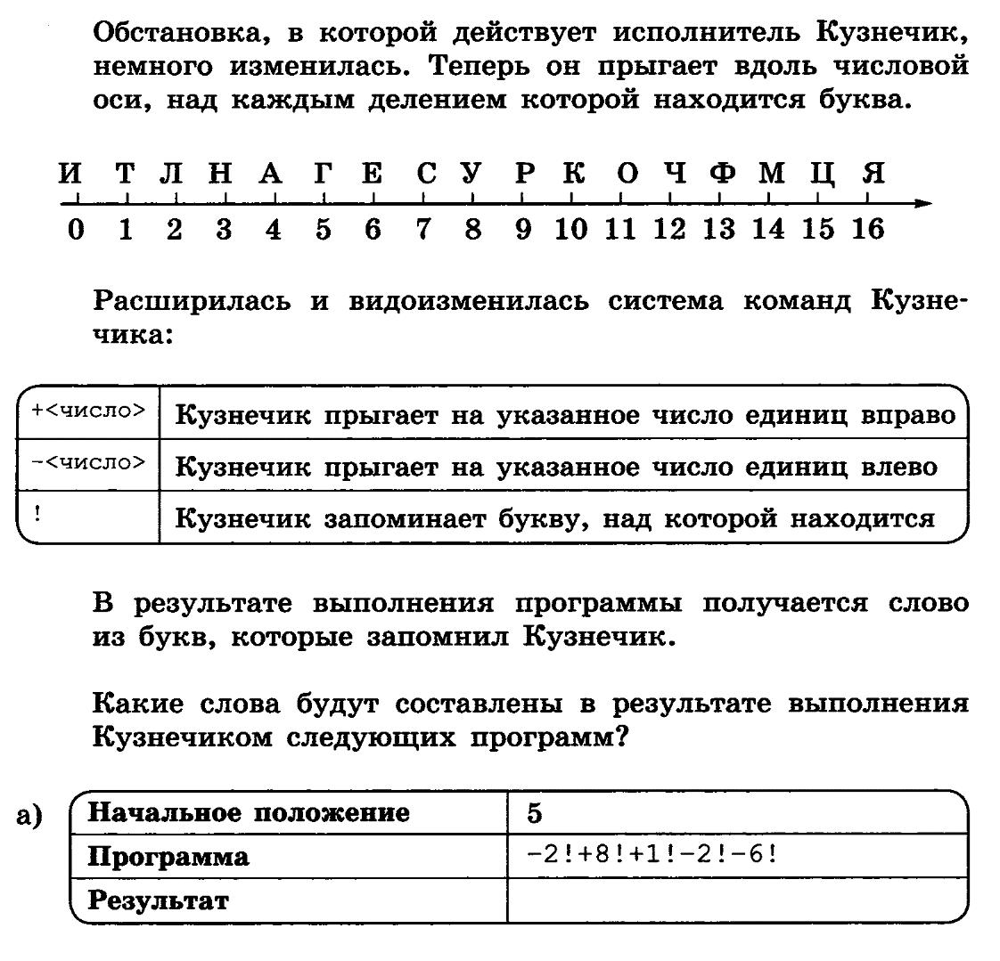 Обстановка, в которой действует исполнитель Кузнечик,
немного изменилась. Теперь он прыгает вдоль числовой
оси, над каждым делением которой находится буква.
И Т Л Н А Г Е С У Р К О Ч Ф М Ц Я
0 1 2 3 4 5 6 7 8 9 10 11 12 13 14 15 16
Расширилась и видоизменилась система команд Кузне-
чика:
+<число> Кузнечик прыгает на указанное число единиц вправо
-<число> Кузнечик прыгает на указанное число единиц влево
! Кузнечик запоминает букву, над которой находится
В результате выполнения программы получается слово
из букв, которые запомнил Кузнечик.
Какие слова будут составлены в результате выполнения
Кузнечиком следующих программ?
а) Начальное положение 5
Программа -2!+8!+1!-2!-6!
Результат